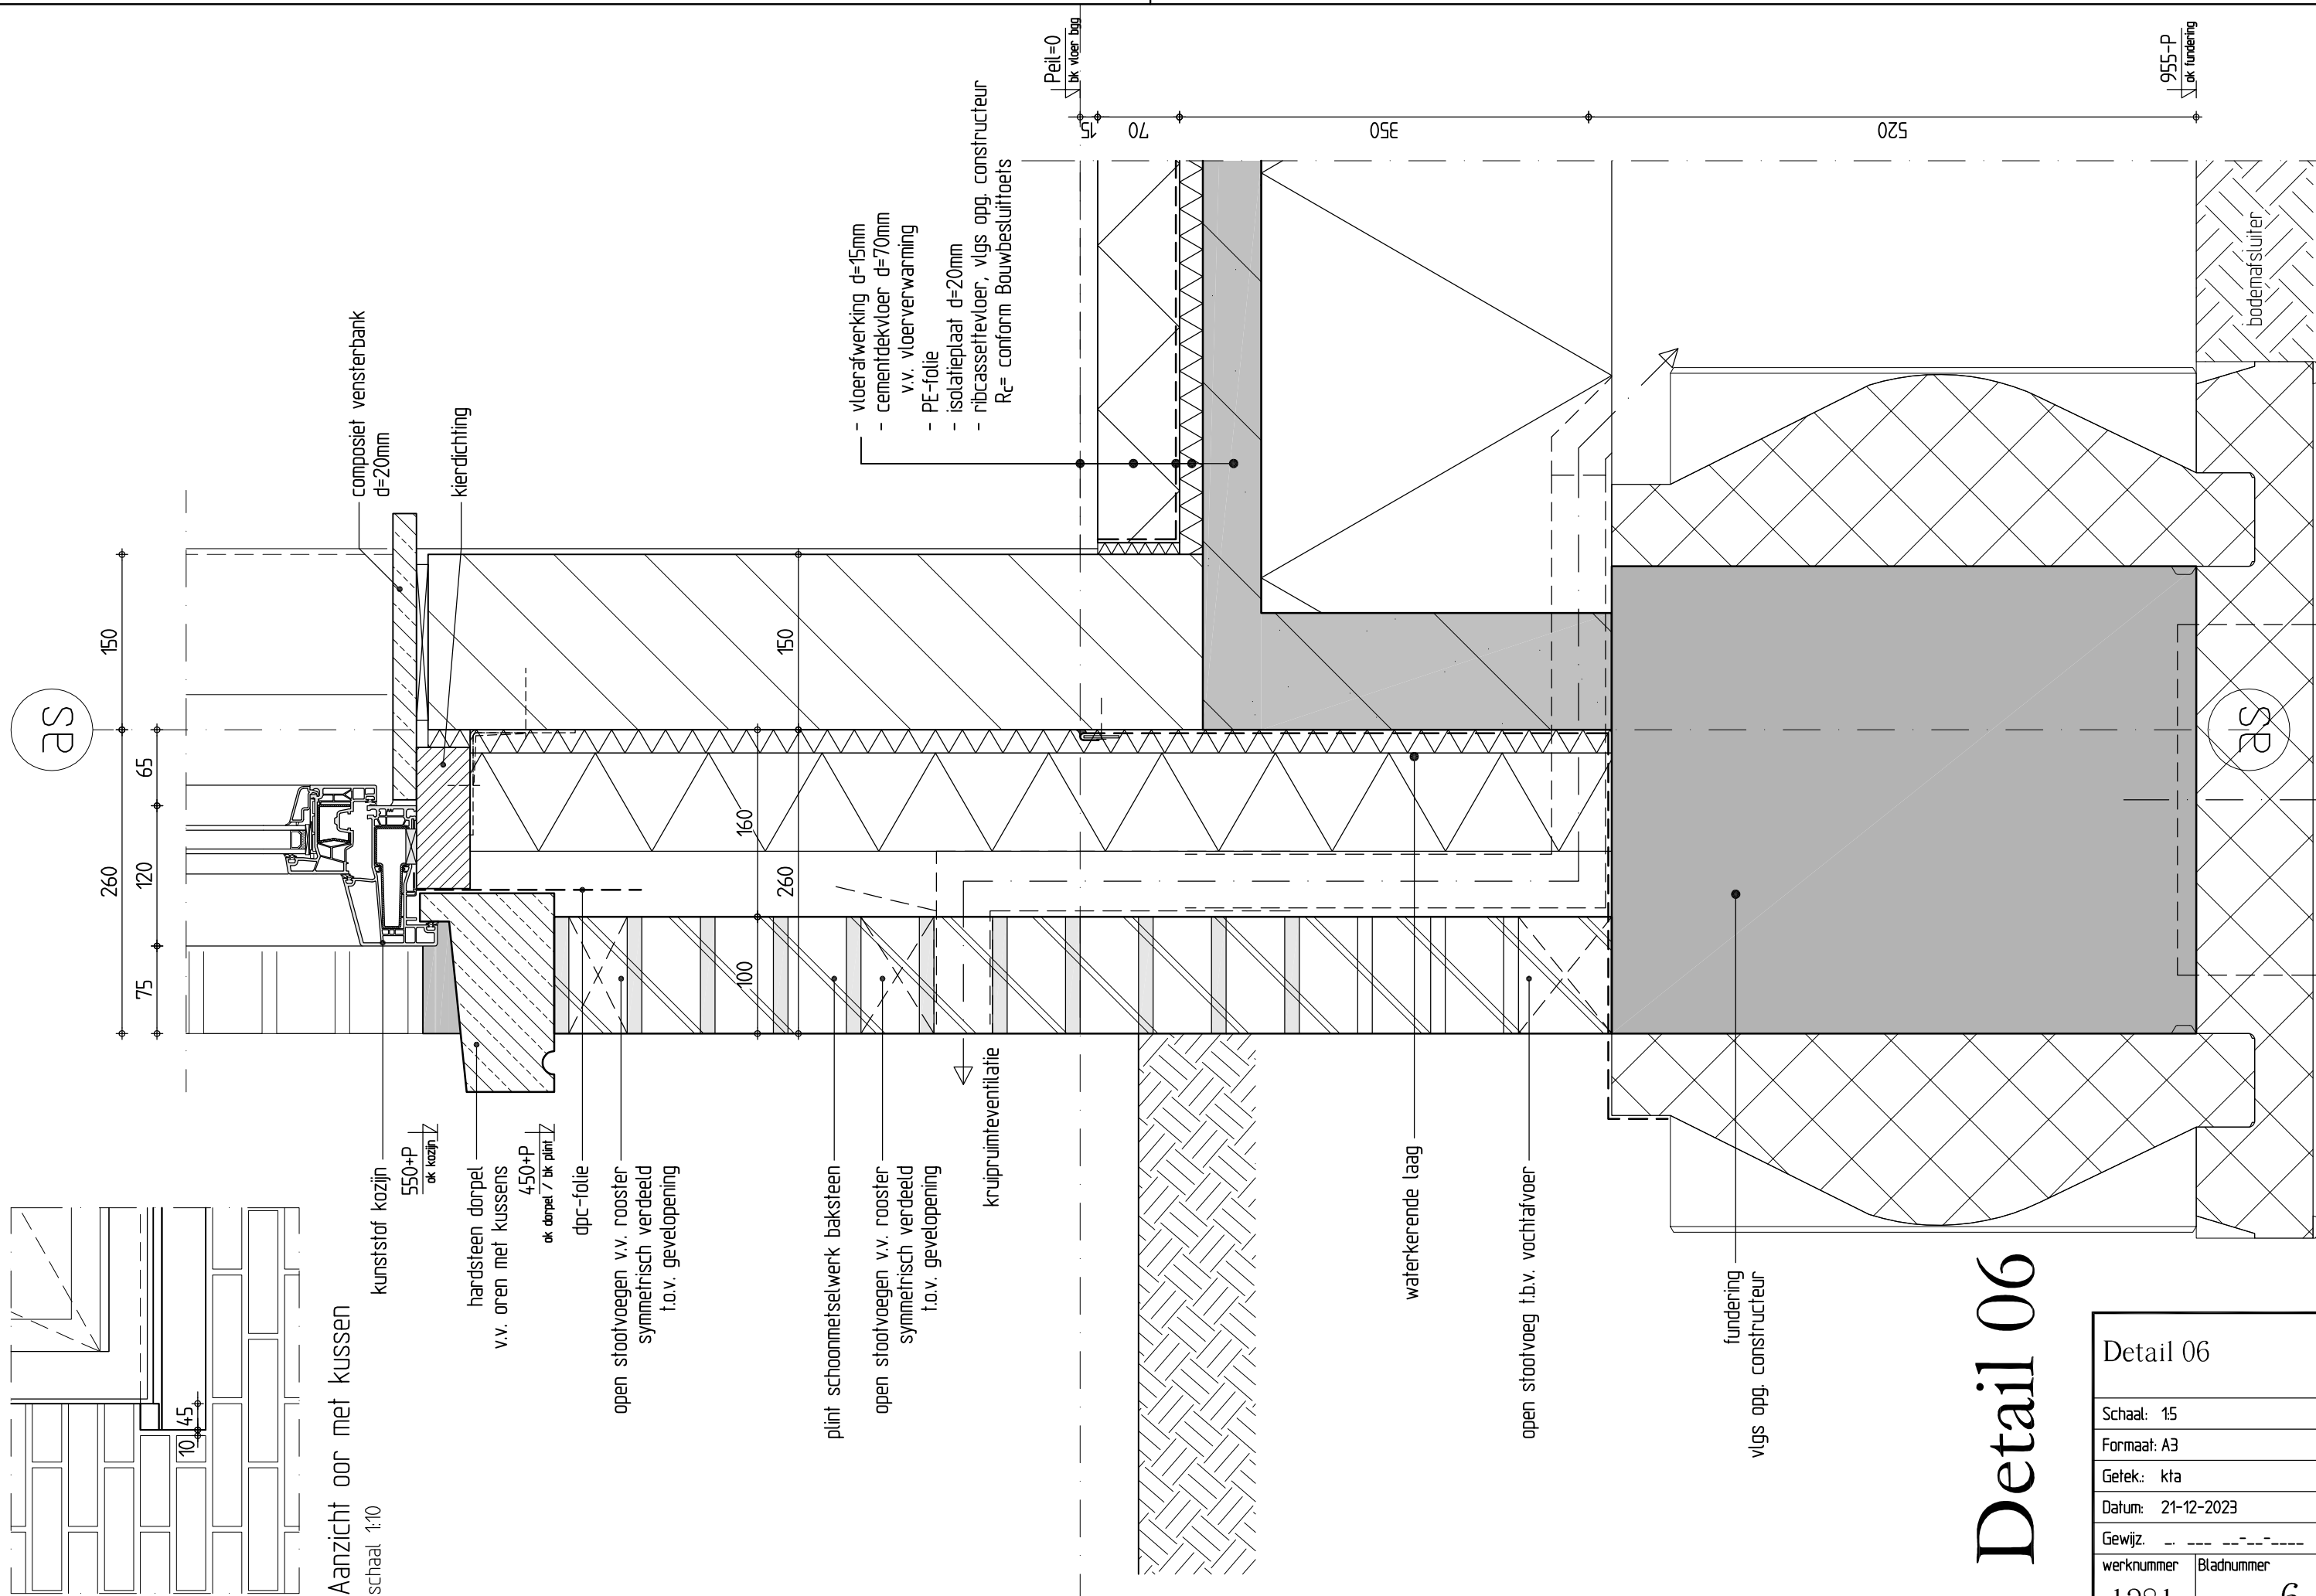 as
150
65
120
260
75
composiet vensterbank
d=20mm
kierdichting
150
160
260
100
- vloerafwerking d=15mm
- cementdekvloer d=70mm
v.v. vloerverwarming
- PE-folie
- isolatieplaat d=20mm
- ribcassettevloer, vlgs opg. constructeur
Rc= conform Bouwbesluittoets
Peil=0
bk vloer bgg
15
70
350
520
955-P
ok fundering
bodemafsluiter
as
kunststof kozijn
550+P
ok kozijn
hardsteen dorpel
v.v. oren met kussens
450+P
ok dorpel / bk plint
dpc-folie
open stootvoegen v.v. rooster
symmetrisch verdeeld
t.o.v. gevelopening
plint schoonmetselwerk baksteen
open stootvoegen v.v. rooster
symmetrisch verdeeld
t.o.v. gevelopening
kruipruimteventilatie
waterkerende laag
open stootvoeg t.b.v. vochtafvoer
fundering
vlgs opg. constructeur
45
10
Aanzicht oor met kussen
schaal 1:10
Detail 06
Detail 06
Schaal: 1:5
Formaat: A3
Getek.: kta
Datum: 21-12-2023
Gewijz.
werknummer
Bladnummer